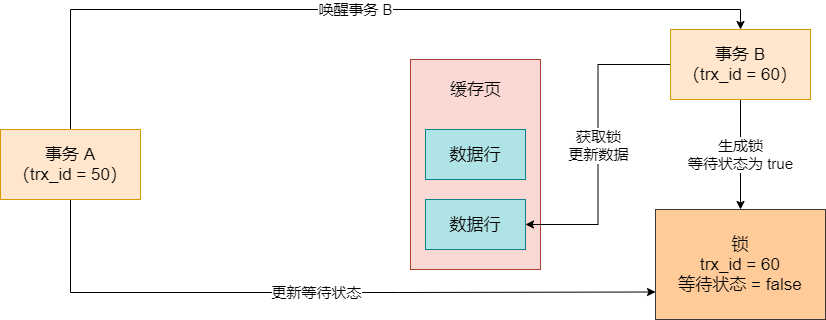 唤醒事务 B
事务 B
（trx_id = 60）
缓存页
获取锁
更新数据
生成锁
等待状态为 true
数据行
事务 A
（trx_id = 50）
数据行
锁
trx_id = 60
等待状态 = false
更新等待状态